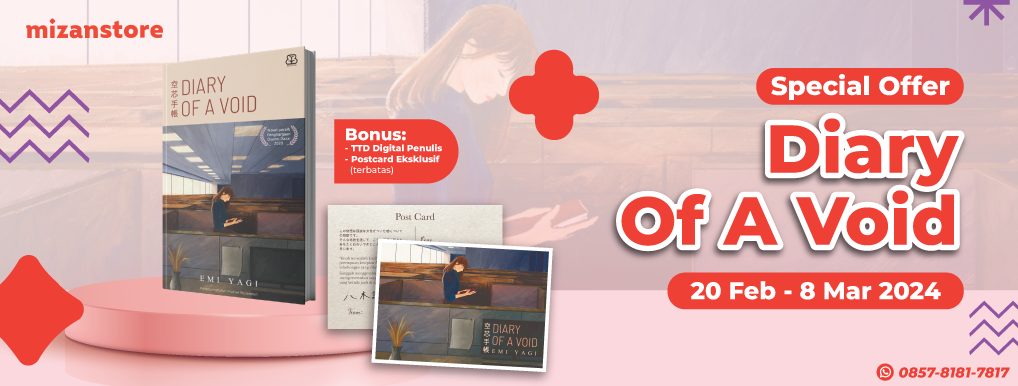 mizanstore
空芯手帳
DIARY
OF A VOID
EMI YAGI
Bonus:
- TTD Digital Penulis
- Postcard Eksklusif
(terbatas)
Post Card
空芯手帳
DIARY
OF A VOID
EMI YAGI
Special Offer
Diary
Of A Void
20 Feb - 8 Mar 2024
0857-8181-7817